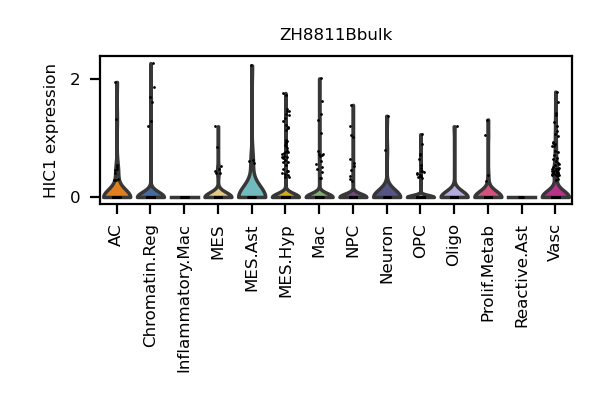 ZH8811Bbulk
HIC1 expression
2
0
AC
Chromatin.Reg
Inflammatory.Mac
MES
MES.Ast
MES.Hyp
Mac
NPC
Neuron
OPC
Oligo
Prolif.Metab
Reactive.Ast
Vasc